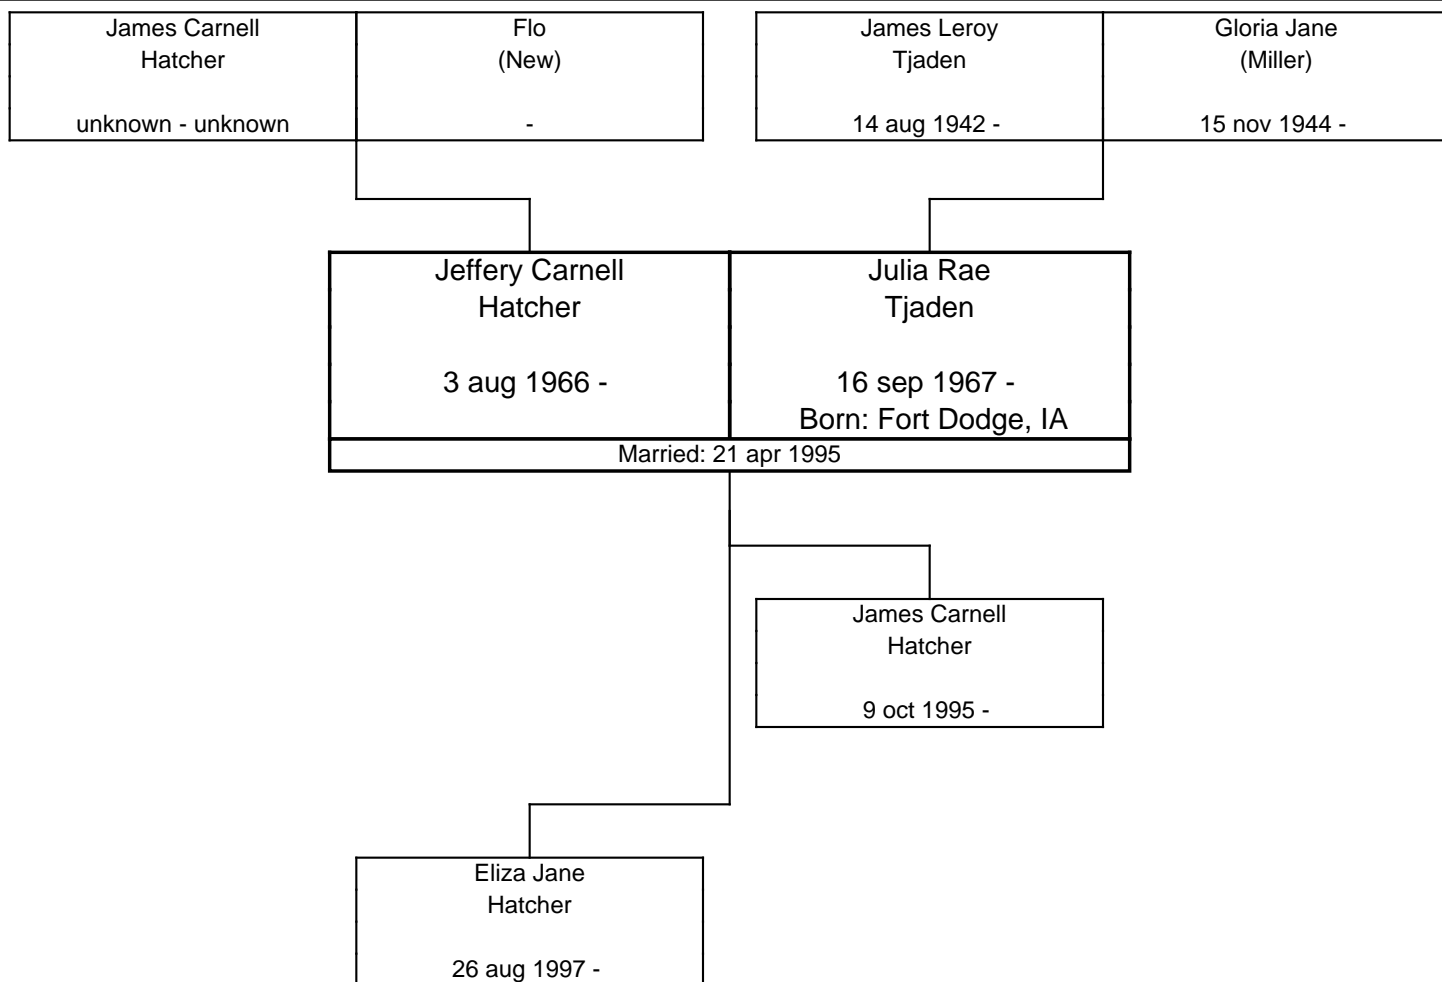 James Carnell
Hatcher
unknown - unknown
Flo
(New)
-
James Leroy
Tjaden
14 aug 1942 -
Gloria Jane
(Miller)
15 nov 1944 -
Jeffery Carnell
Hatcher
3 aug 1966 -
Julia Rae
Tjaden
16 sep 1967 -
Born: Fort Dodge, IA
Married: 21 apr 1995
James Carnell
Hatcher
9 oct 1995 -
Eliza Jane
Hatcher
26 aug 1997 -